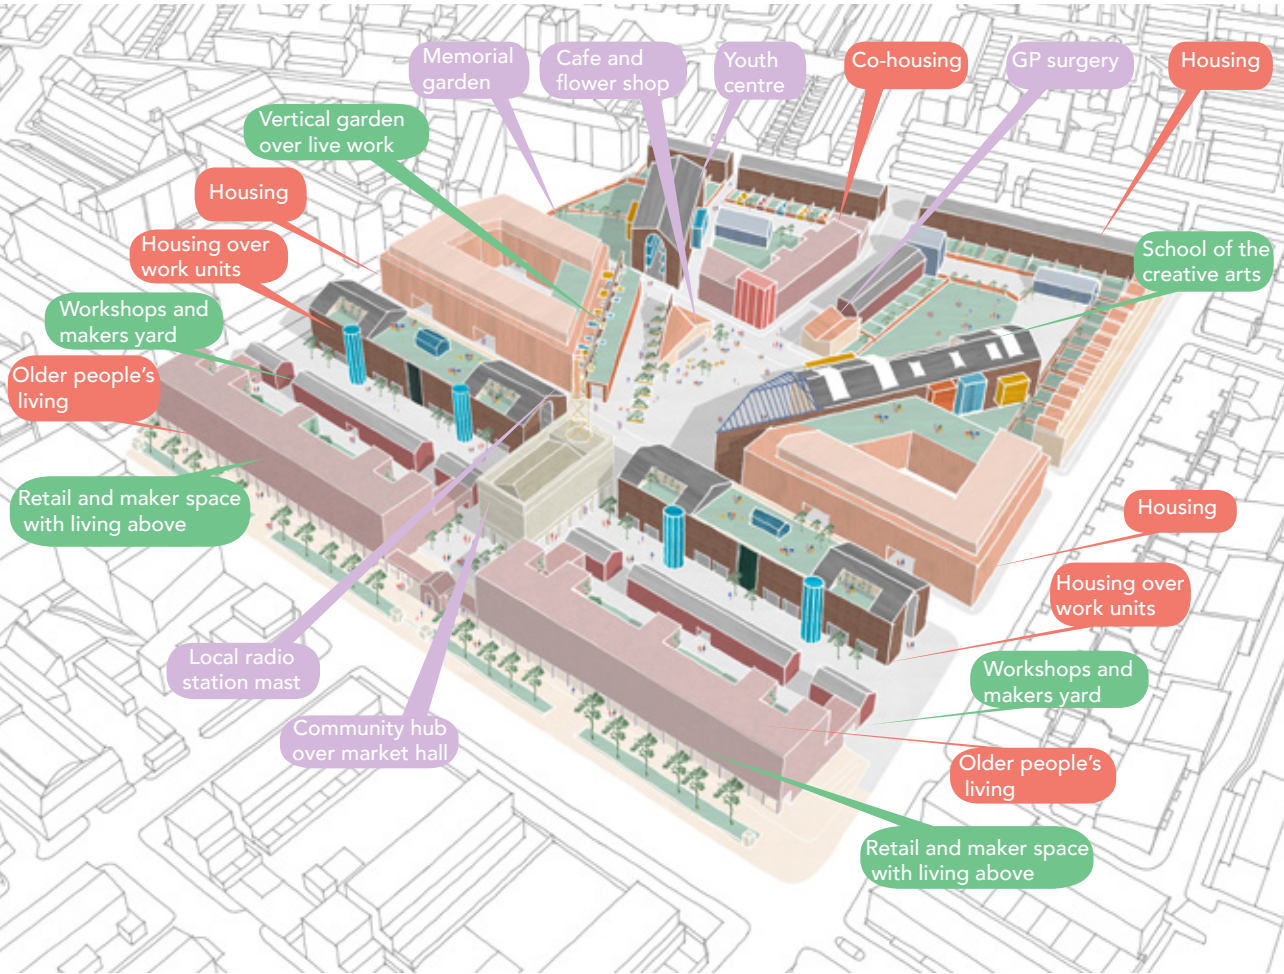 Memorial
garden
Cafe and
flower shop
Youth
centre
Co-housing
GP surgery
Housing
Vertical garden
over live work
Housing
Housing over
work units
School of the
creative arts
Workshops and
makers yard
Older people's
living
Retail and maker space
with living above
Housing
Housing over
work units
Local radio
station mast
Workshops and
makers yard
Community hub
over market hall
Older people's
living
Retail and maker space
with living above